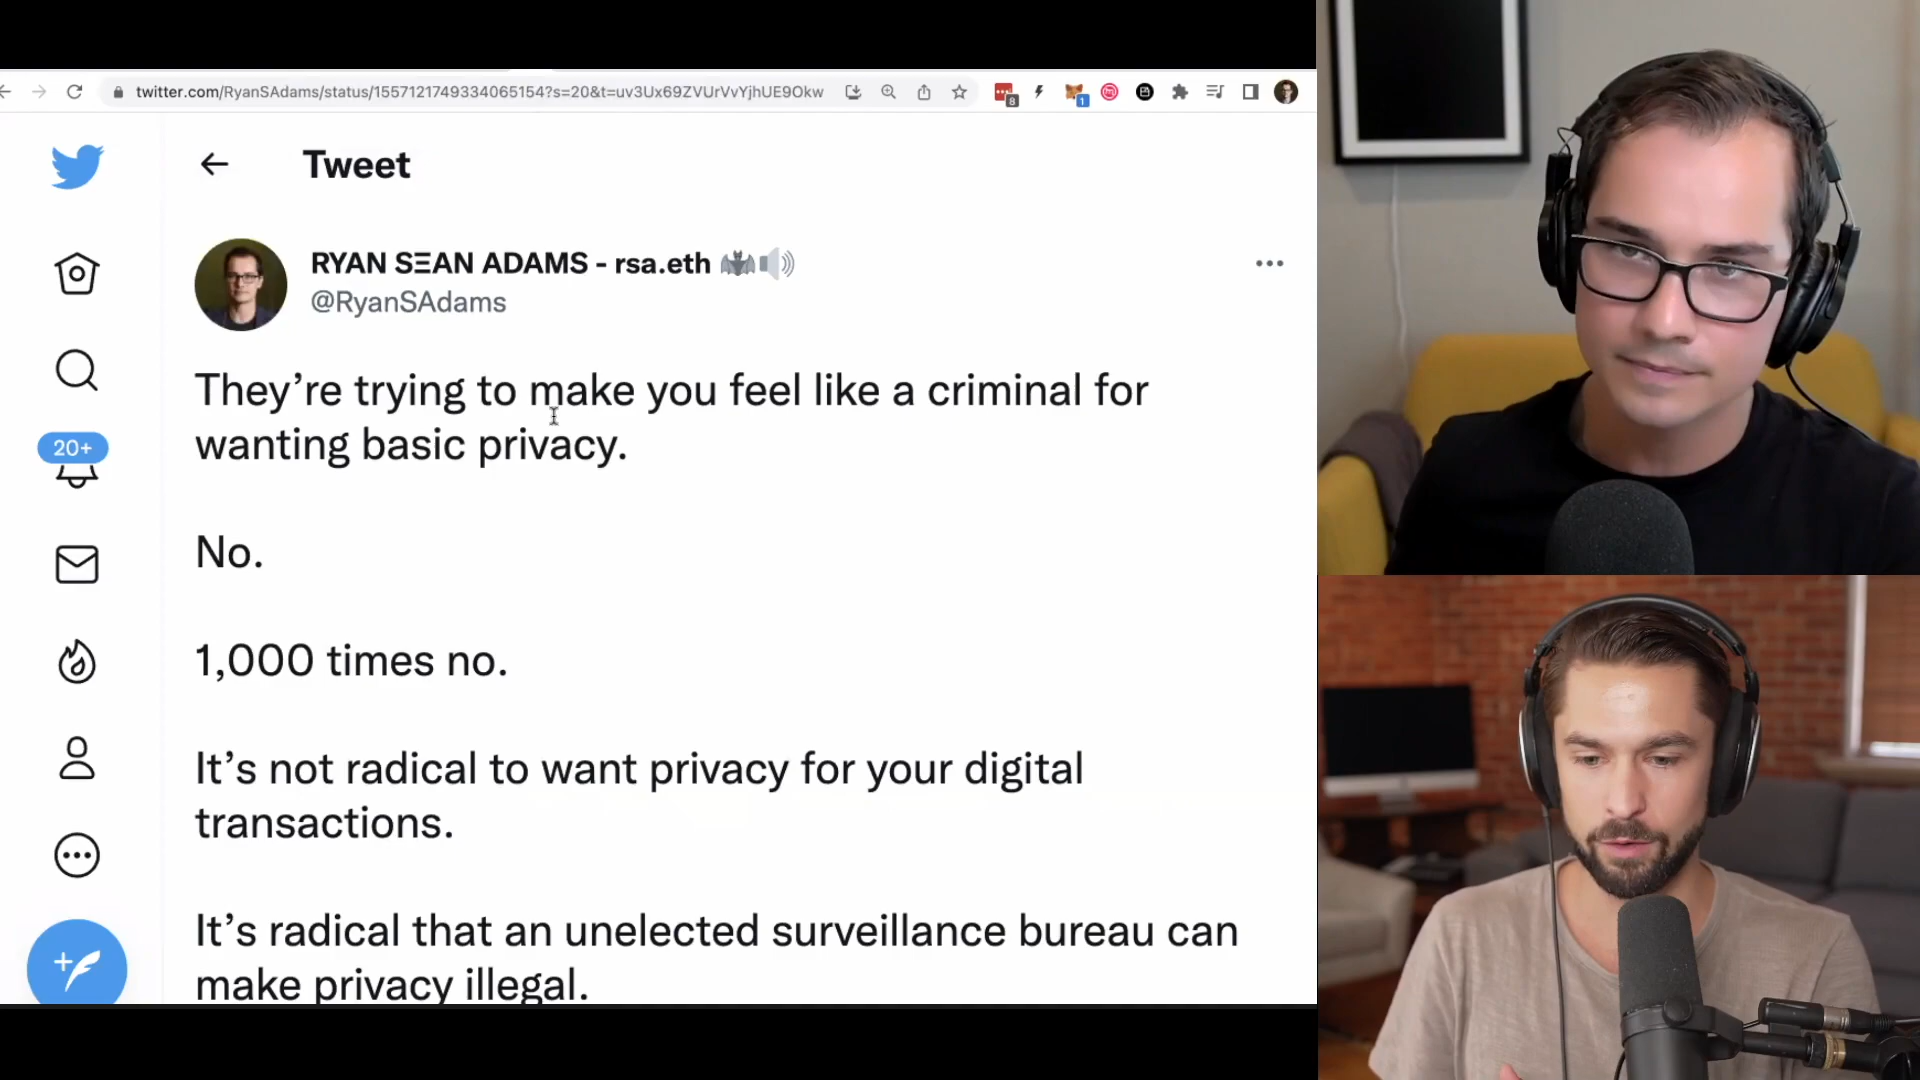 twitter.com/RyanSAdams/status/1557121749334065154?s=20&t=uv3Ux69ZVUrVvYjhUE9Okw
8
1
Tweet
RYAN SΞAN ADAMS - rsa.eth
@RyanSAdams
20+
They’re trying to make you feel like a criminal for
wanting basic privacy.
No.
1,000 times no.
It’s not radical to want privacy for your digital
transactions.
It’s radical that an unelected surveillance bureau can
make privacy illegal.